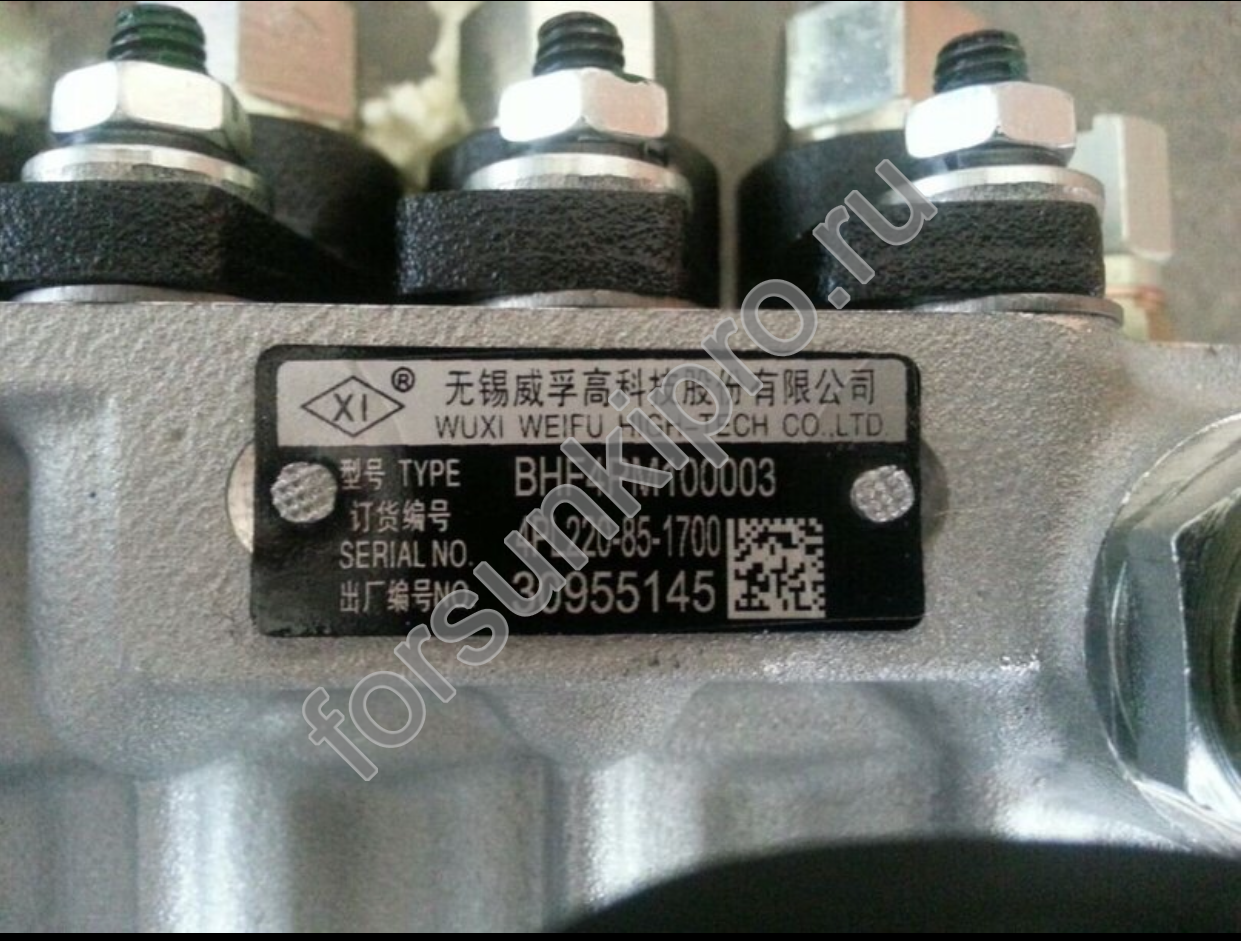 XI®
无锡威孚高科技股份有限公司
WUXI WEIFU HIGH-TECH CO.,LTD.
型号 TYPE
订货编号
SERIAL NO. 4PL220-85-1700
出厂编号NO. 30955145
forsunkipro.ru